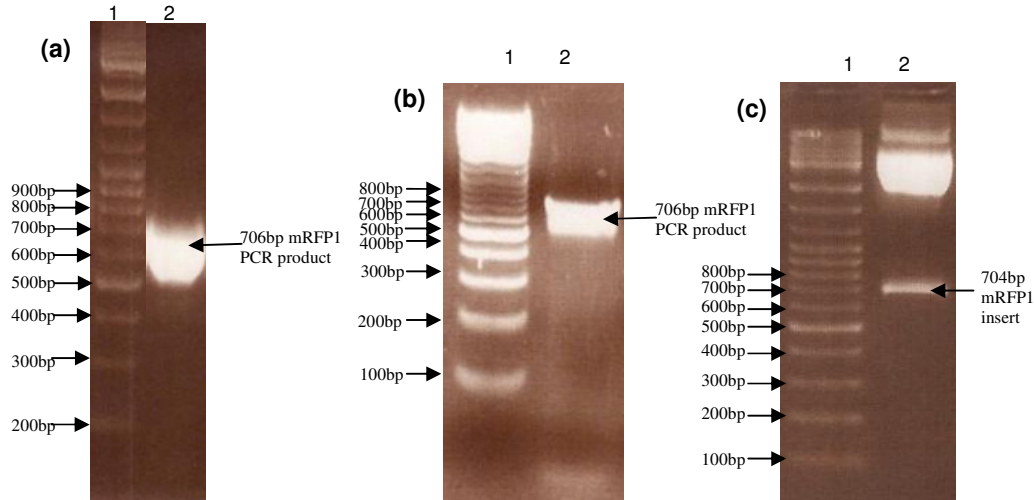 (a)
1 2
900bp
800bp
700bp
600bp
500bp
400bp
300bp
200bp
706bp mRFP1
PCR product
(b)
1 2
800bp
700bp
600bp
500bp
400bp
300bp
200bp
100bp
706bp mRFP1
PCR product
(c)
1 2
800bp
700bp
600bp
500bp
400bp
300bp
200bp
100bp
704bp
mRFP1
insert